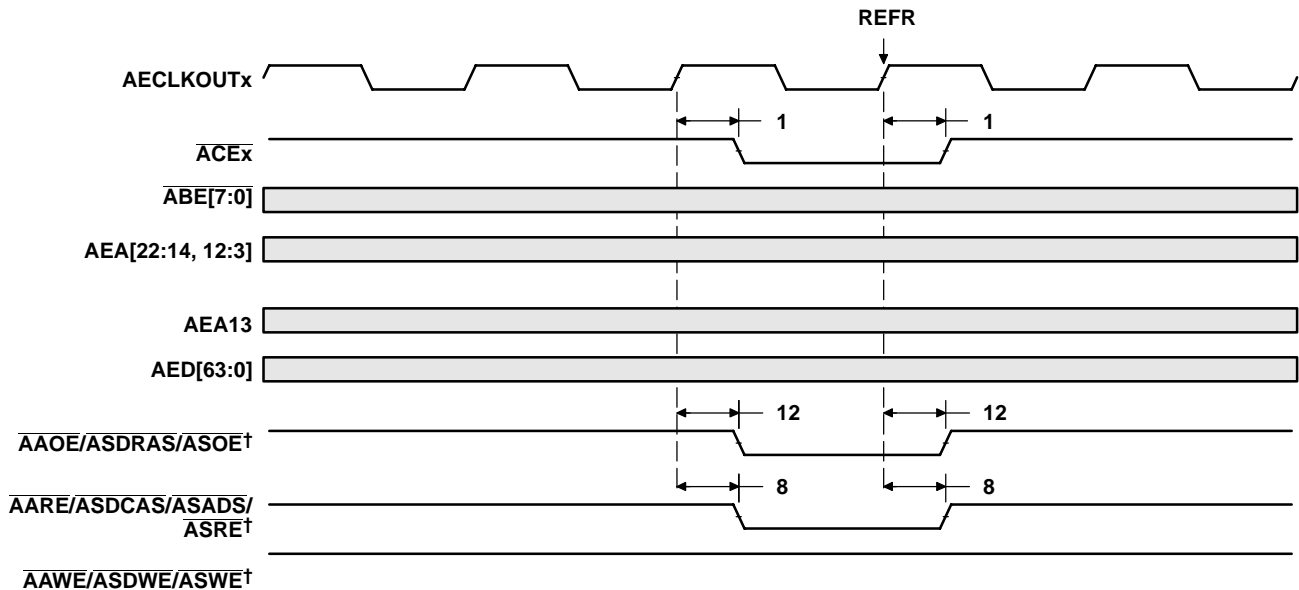 REFR
AECLKOUTx
1 1
ACEx
ABE[7:0]
AEA[22:14, 12:3]
AEA13
AED[63:0]
12 12
AAOE/ASDRAS/ASOE†
8 8
AARE/ASDCAS/ASADS/
ASRE†
AAWE/ASDWE/ASWE†